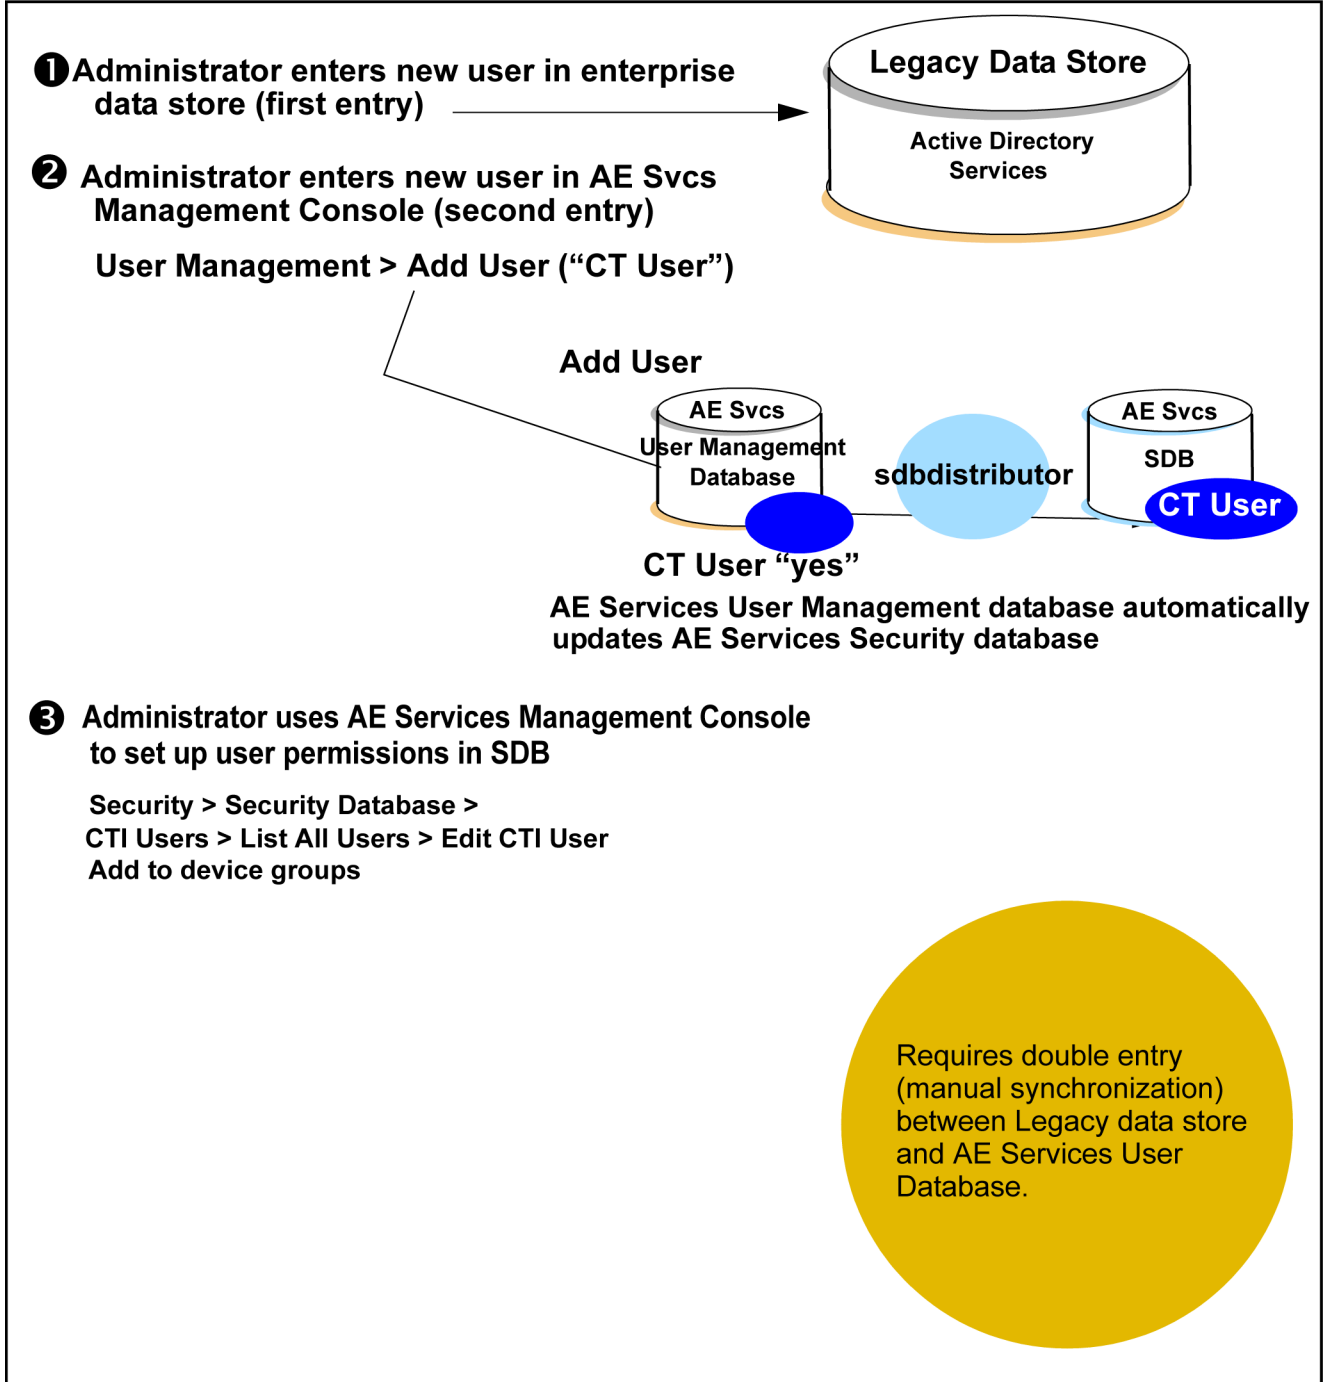 ❶Administrator enters new user in enterprise
data store (first entry)
Legacy Data Store
Active Directory
Services
❷ Administrator enters new user in AE Svcs
Management Console (second entry)
User Management > Add User (“CT User”)
Add User
AE Svcs
User Management
Database
sdbdistributor
AE Svcs
SDB
CT User
CT User “yes”
AE Services User Management database automatically
updates AE Services Security database
❸ Administrator uses AE Services Management Console
to set up user permissions in SDB
Security > Security Database >
CTI Users > List All Users > Edit CTI User
Add to device groups
Requires double entry
(manual synchronization)
between Legacy data store
and AE Services User
Database.